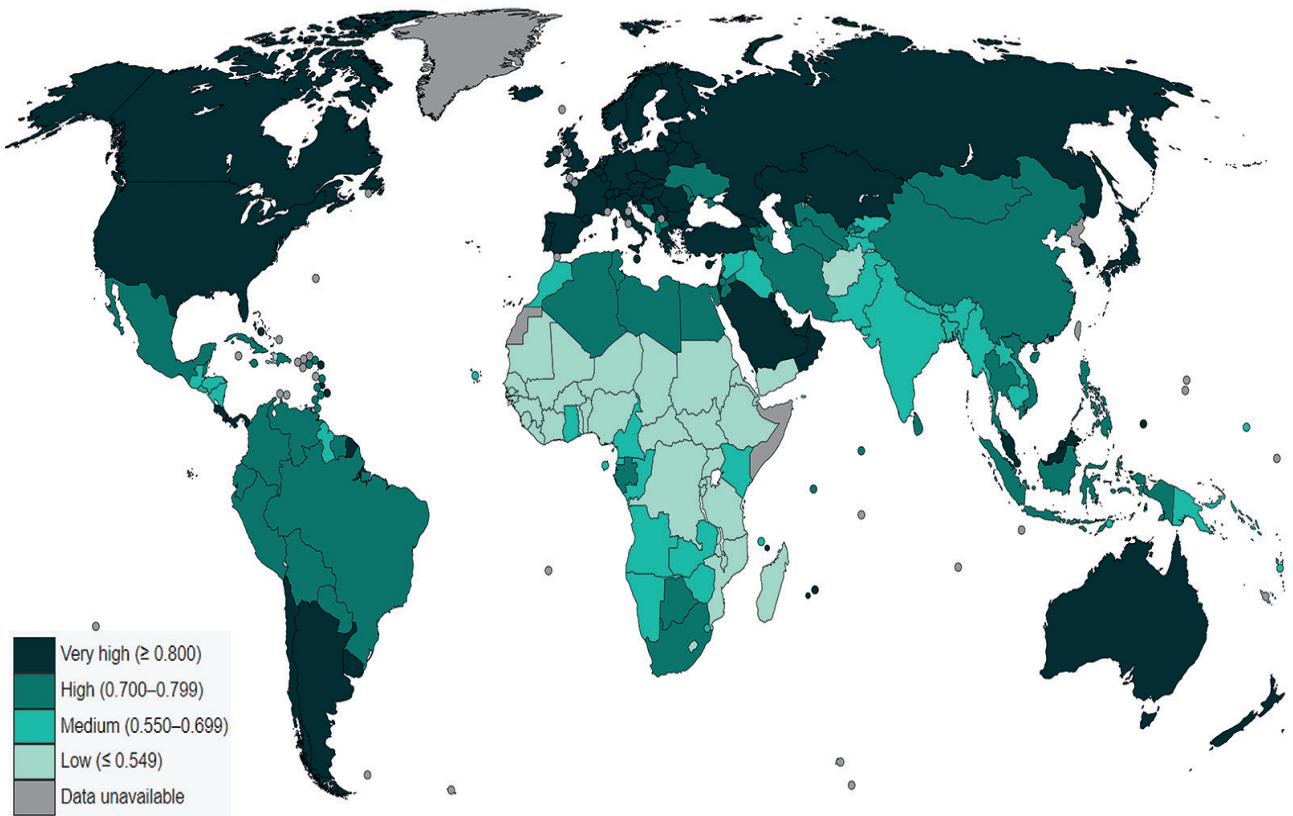 Very high (≥ 0.800)
High (0.700–0.799)
Medium (0.550–0.699)
Low (≤ 0.549)
Data unavailable